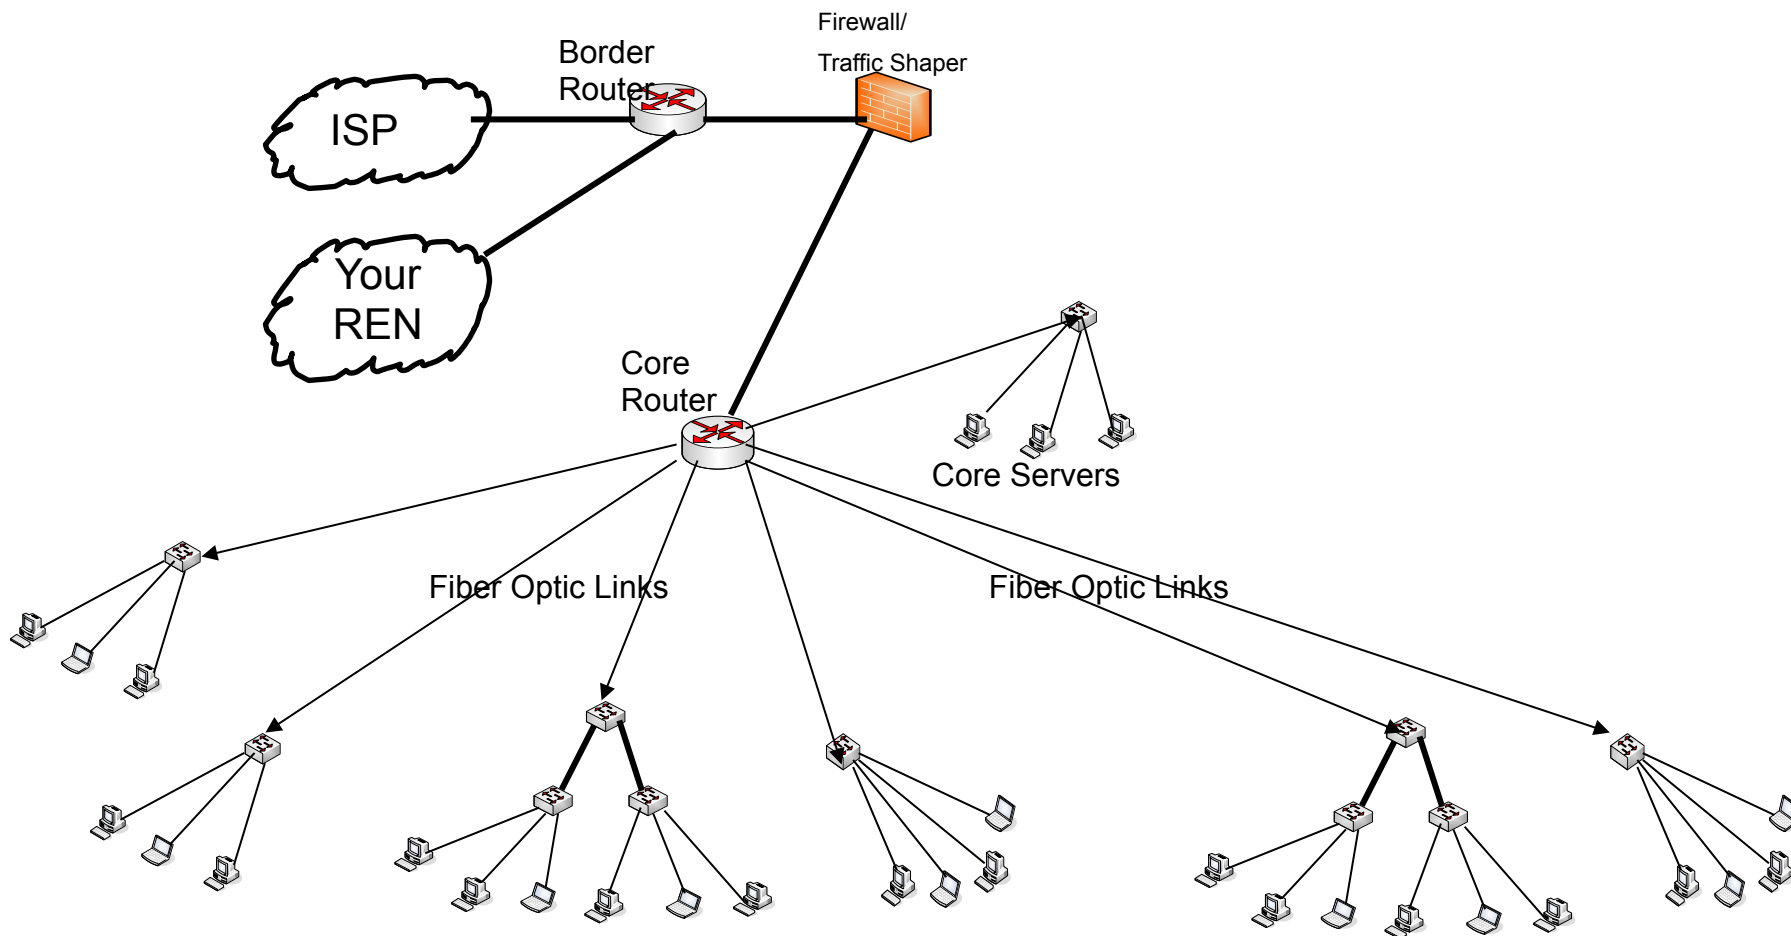 Firewall/
Traffic Shaper
Border
Router
ISP
Your
REN
Core
Router
Core Servers
Fiber Optic Links
Fiber Optic Links